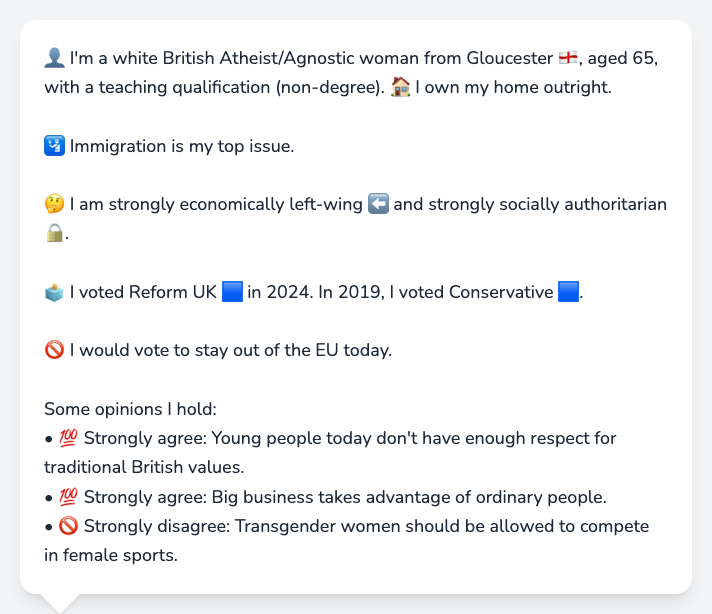 👤 I'm a white British Atheist/Agnostic woman from Gloucester 🏴󠁧󠁢󠁥󠁮󠁧󠁿, aged 65,
with a teaching qualification (non-degree). 🏠 I own my home outright.
🛂 Immigration is my top issue.
🤔 I am strongly economically left-wing ⬅️ and strongly socially authoritarian
🔒.
🗳️ I voted Reform UK 🟦 in 2024. In 2019, I voted Conservative 🟦.
🚫 I would vote to stay out of the EU today.
Some opinions I hold:
• 💯 Strongly agree: Young people today don't have enough respect for
traditional British values.
• 💯 Strongly agree: Big business takes advantage of ordinary people.
• 🚫 Strongly disagree: Transgender women should be allowed to compete
in female sports.